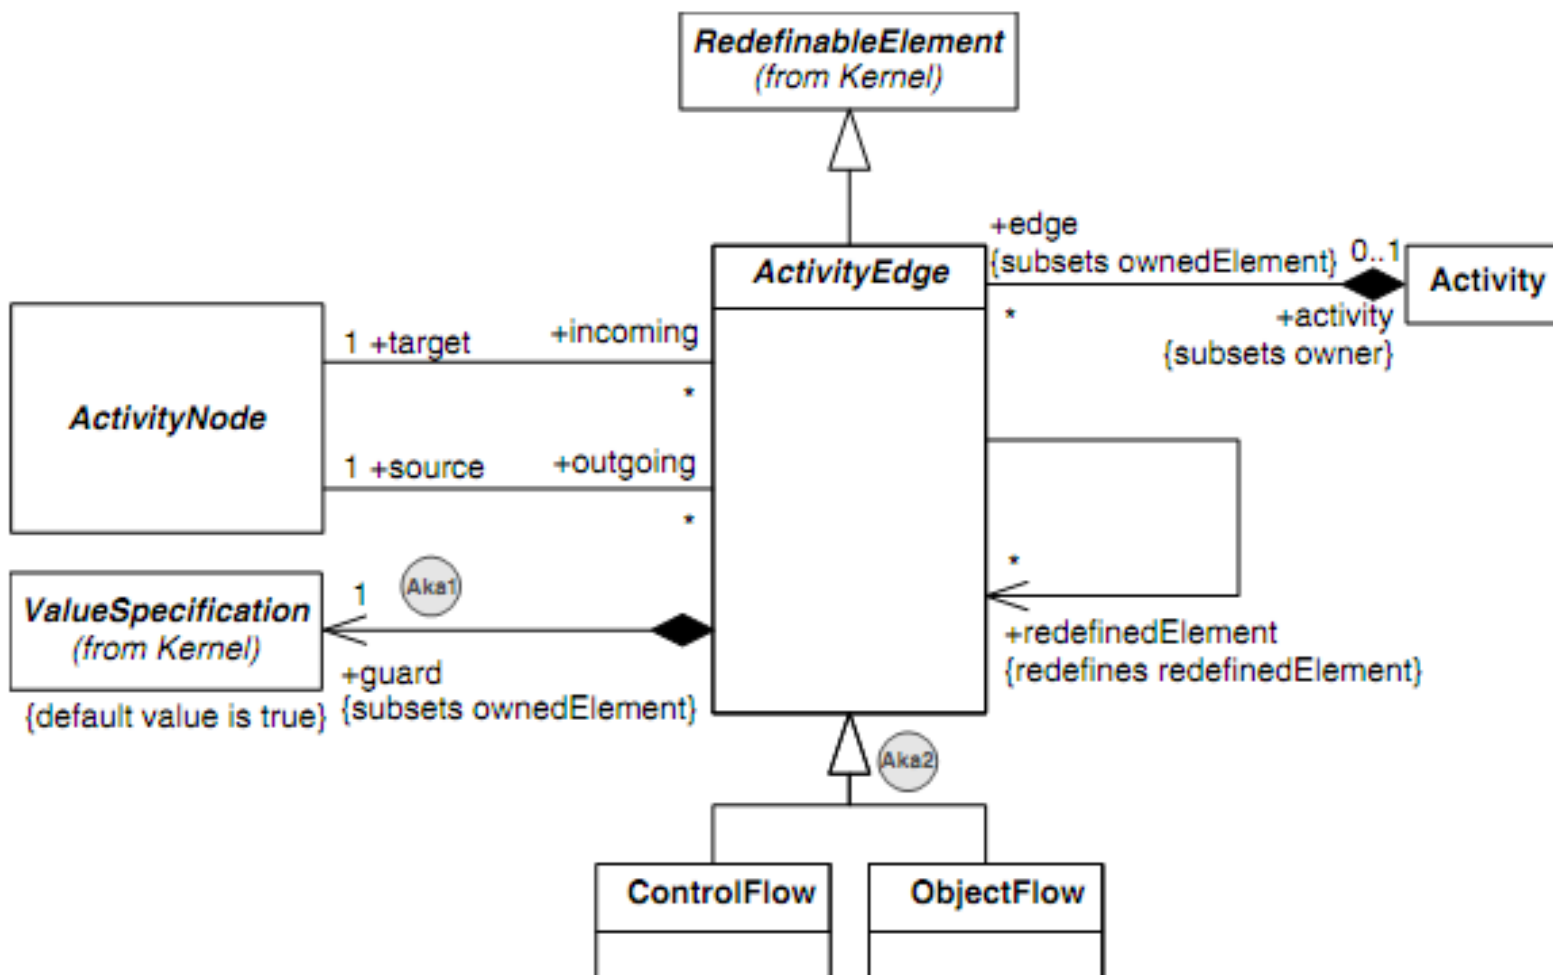 RedefinableElement
(from Kernel)
+edge
{subsets ownedElement}
0..1
ActivityEdge
Activity
*
+activity
{subsets owner}
1 +target
+incoming
*
ActivityNode
1 +source
+outgoing
*
*
+redefinedElement
{redefines redefinedElement}
ValueSpecification
(from Kernel)
{default value is true}
1
Aka1
+guard
{subsets ownedElement}
Aka2
ControlFlow
ObjectFlow